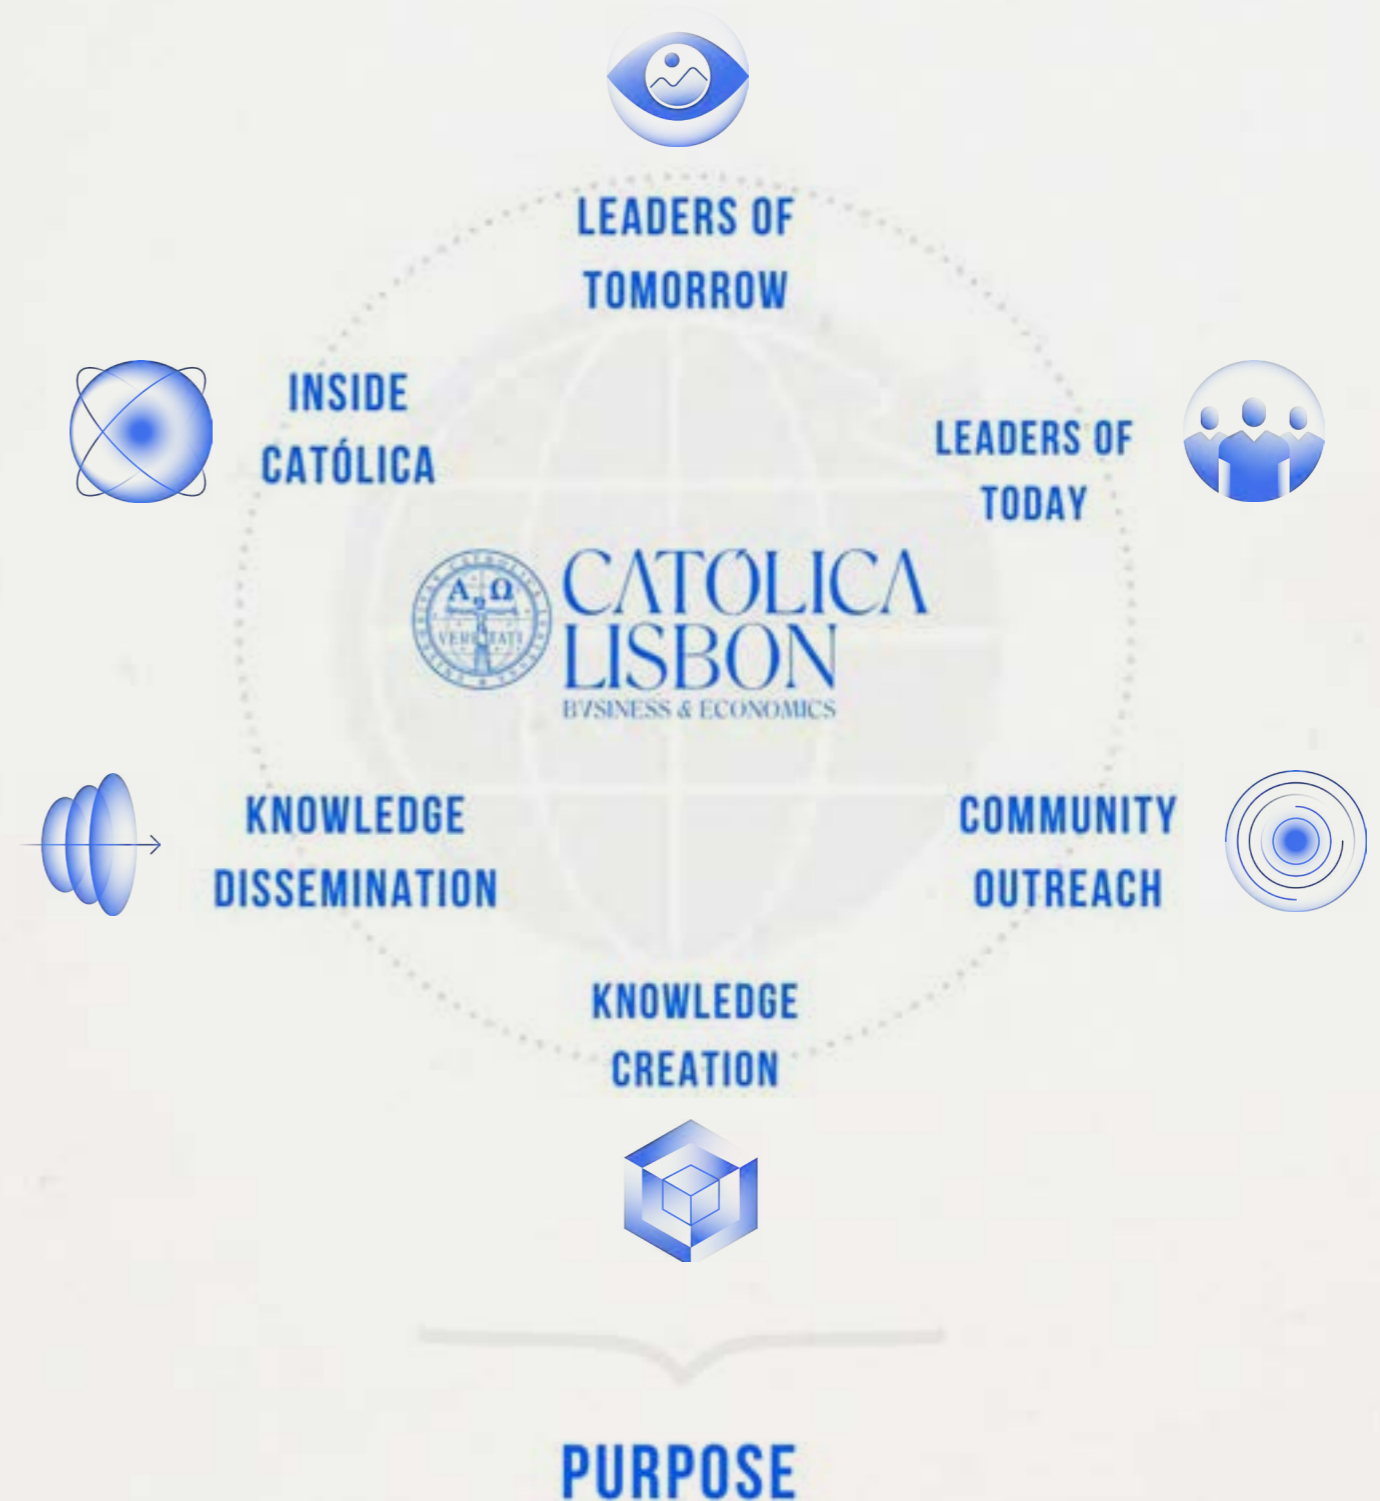 LEADERS OF
TOMORROW
INSIDE
CATÓLICA
LEADERS OF
TODAY
Α Ω
VERITATI
CATÓLICA
LISBON
BVSINESS & ECONOMICS
KNOWLEDGE
DISSEMINATION
COMMUNITY
OUTREACH
KNOWLEDGE
CREATION
PURPOSE